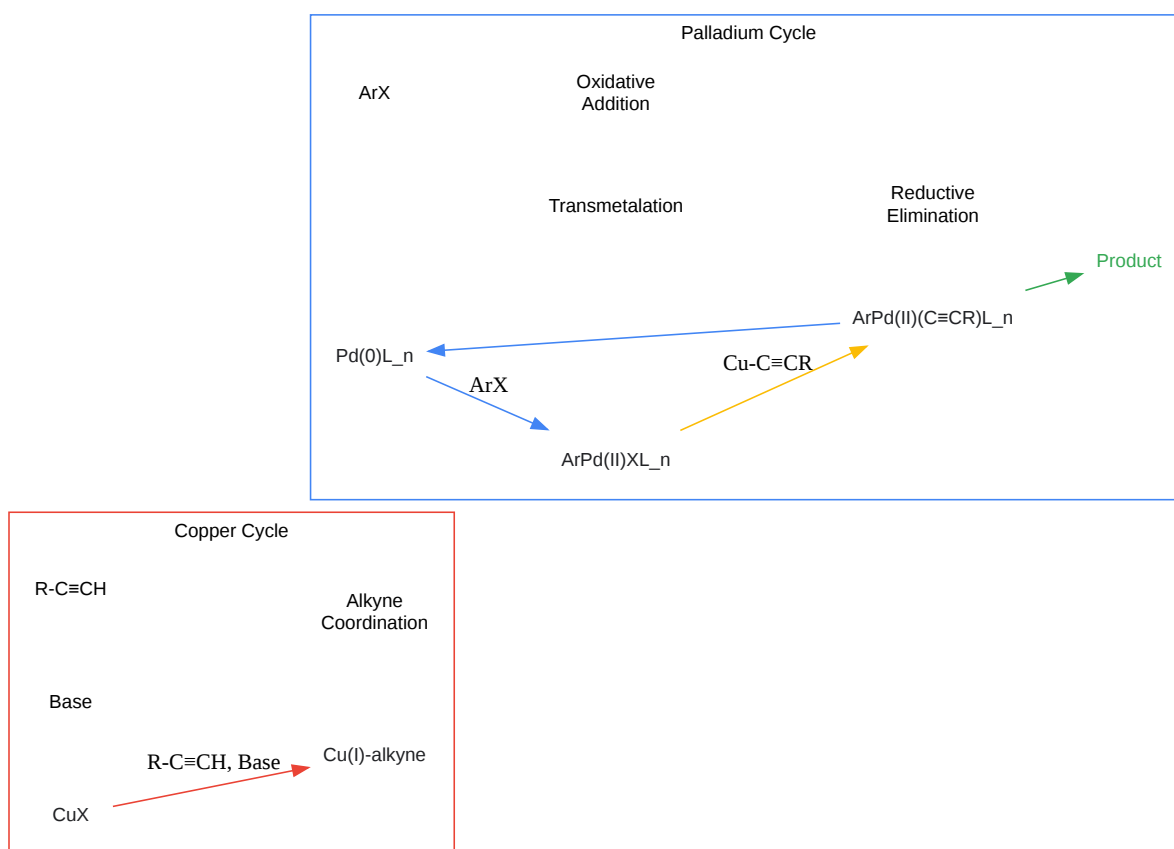 Palladium Cycle
ArX
Oxidative
Addition
Transmetalation
Reductive
Elimination
Product
ArPd(II)(C≡CR)L_n
Pd(0)L_n
Cu-C≡CR
ArX
ArPd(II)XL_n
Copper Cycle
R-C≡CH
Alkyne
Coordination
Base
R-C≡CH, Base
Cu(I)-alkyne
CuX